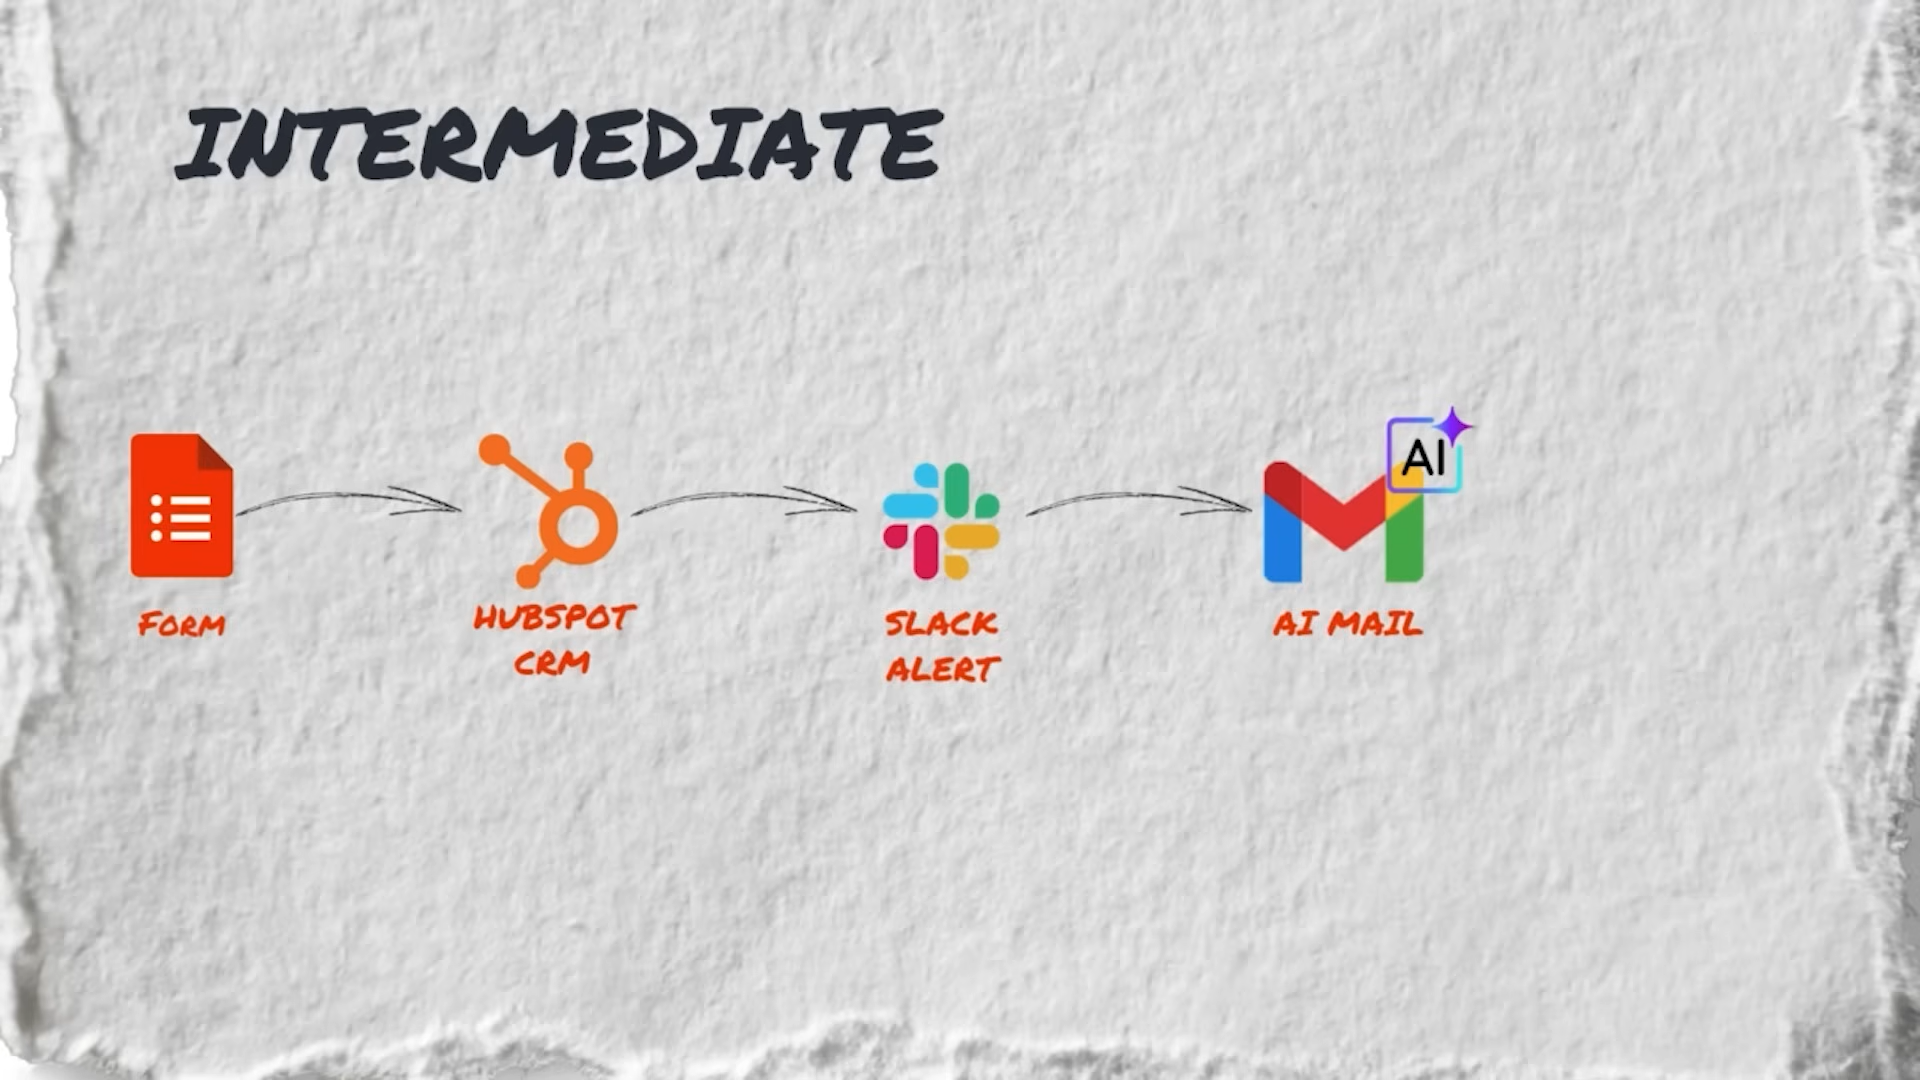 INTERMEDIATE
FORM
HUBSPOT
CRM
SLACK
ALERT
AI
AI MAIL